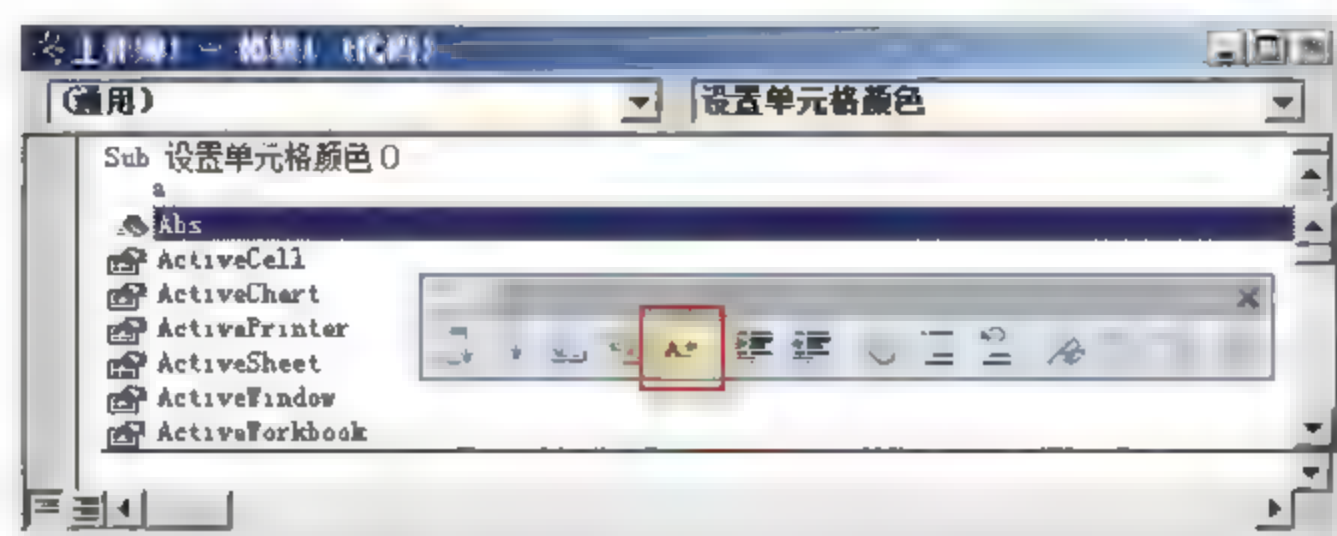 (通用) 设置单元格颜色
Sub 设置单元格颜色()
a
Abs
ActiveCell
ActiveChart
ActivePrinter
ActiveSheet
ActiveWindow
ActiveWorkbook